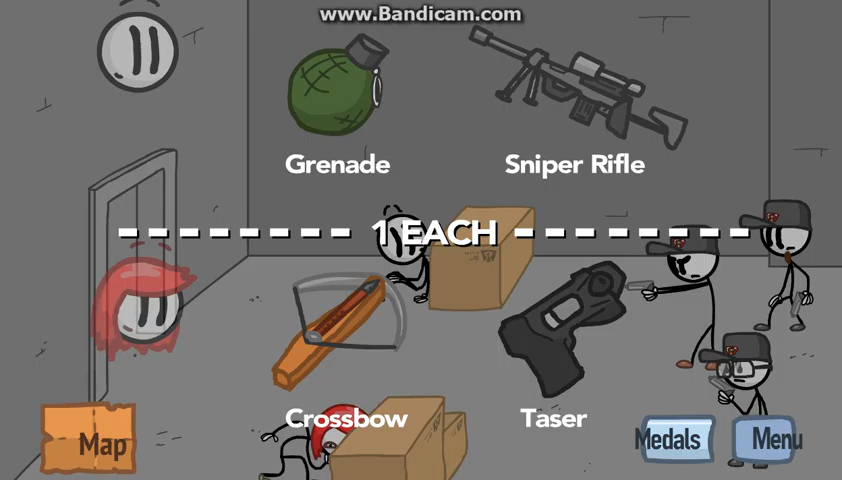 www.Bandicam.com
Grenade
Sniper Rifle
1 EACH
Crossbow
Taser
Map
Medals
Menu